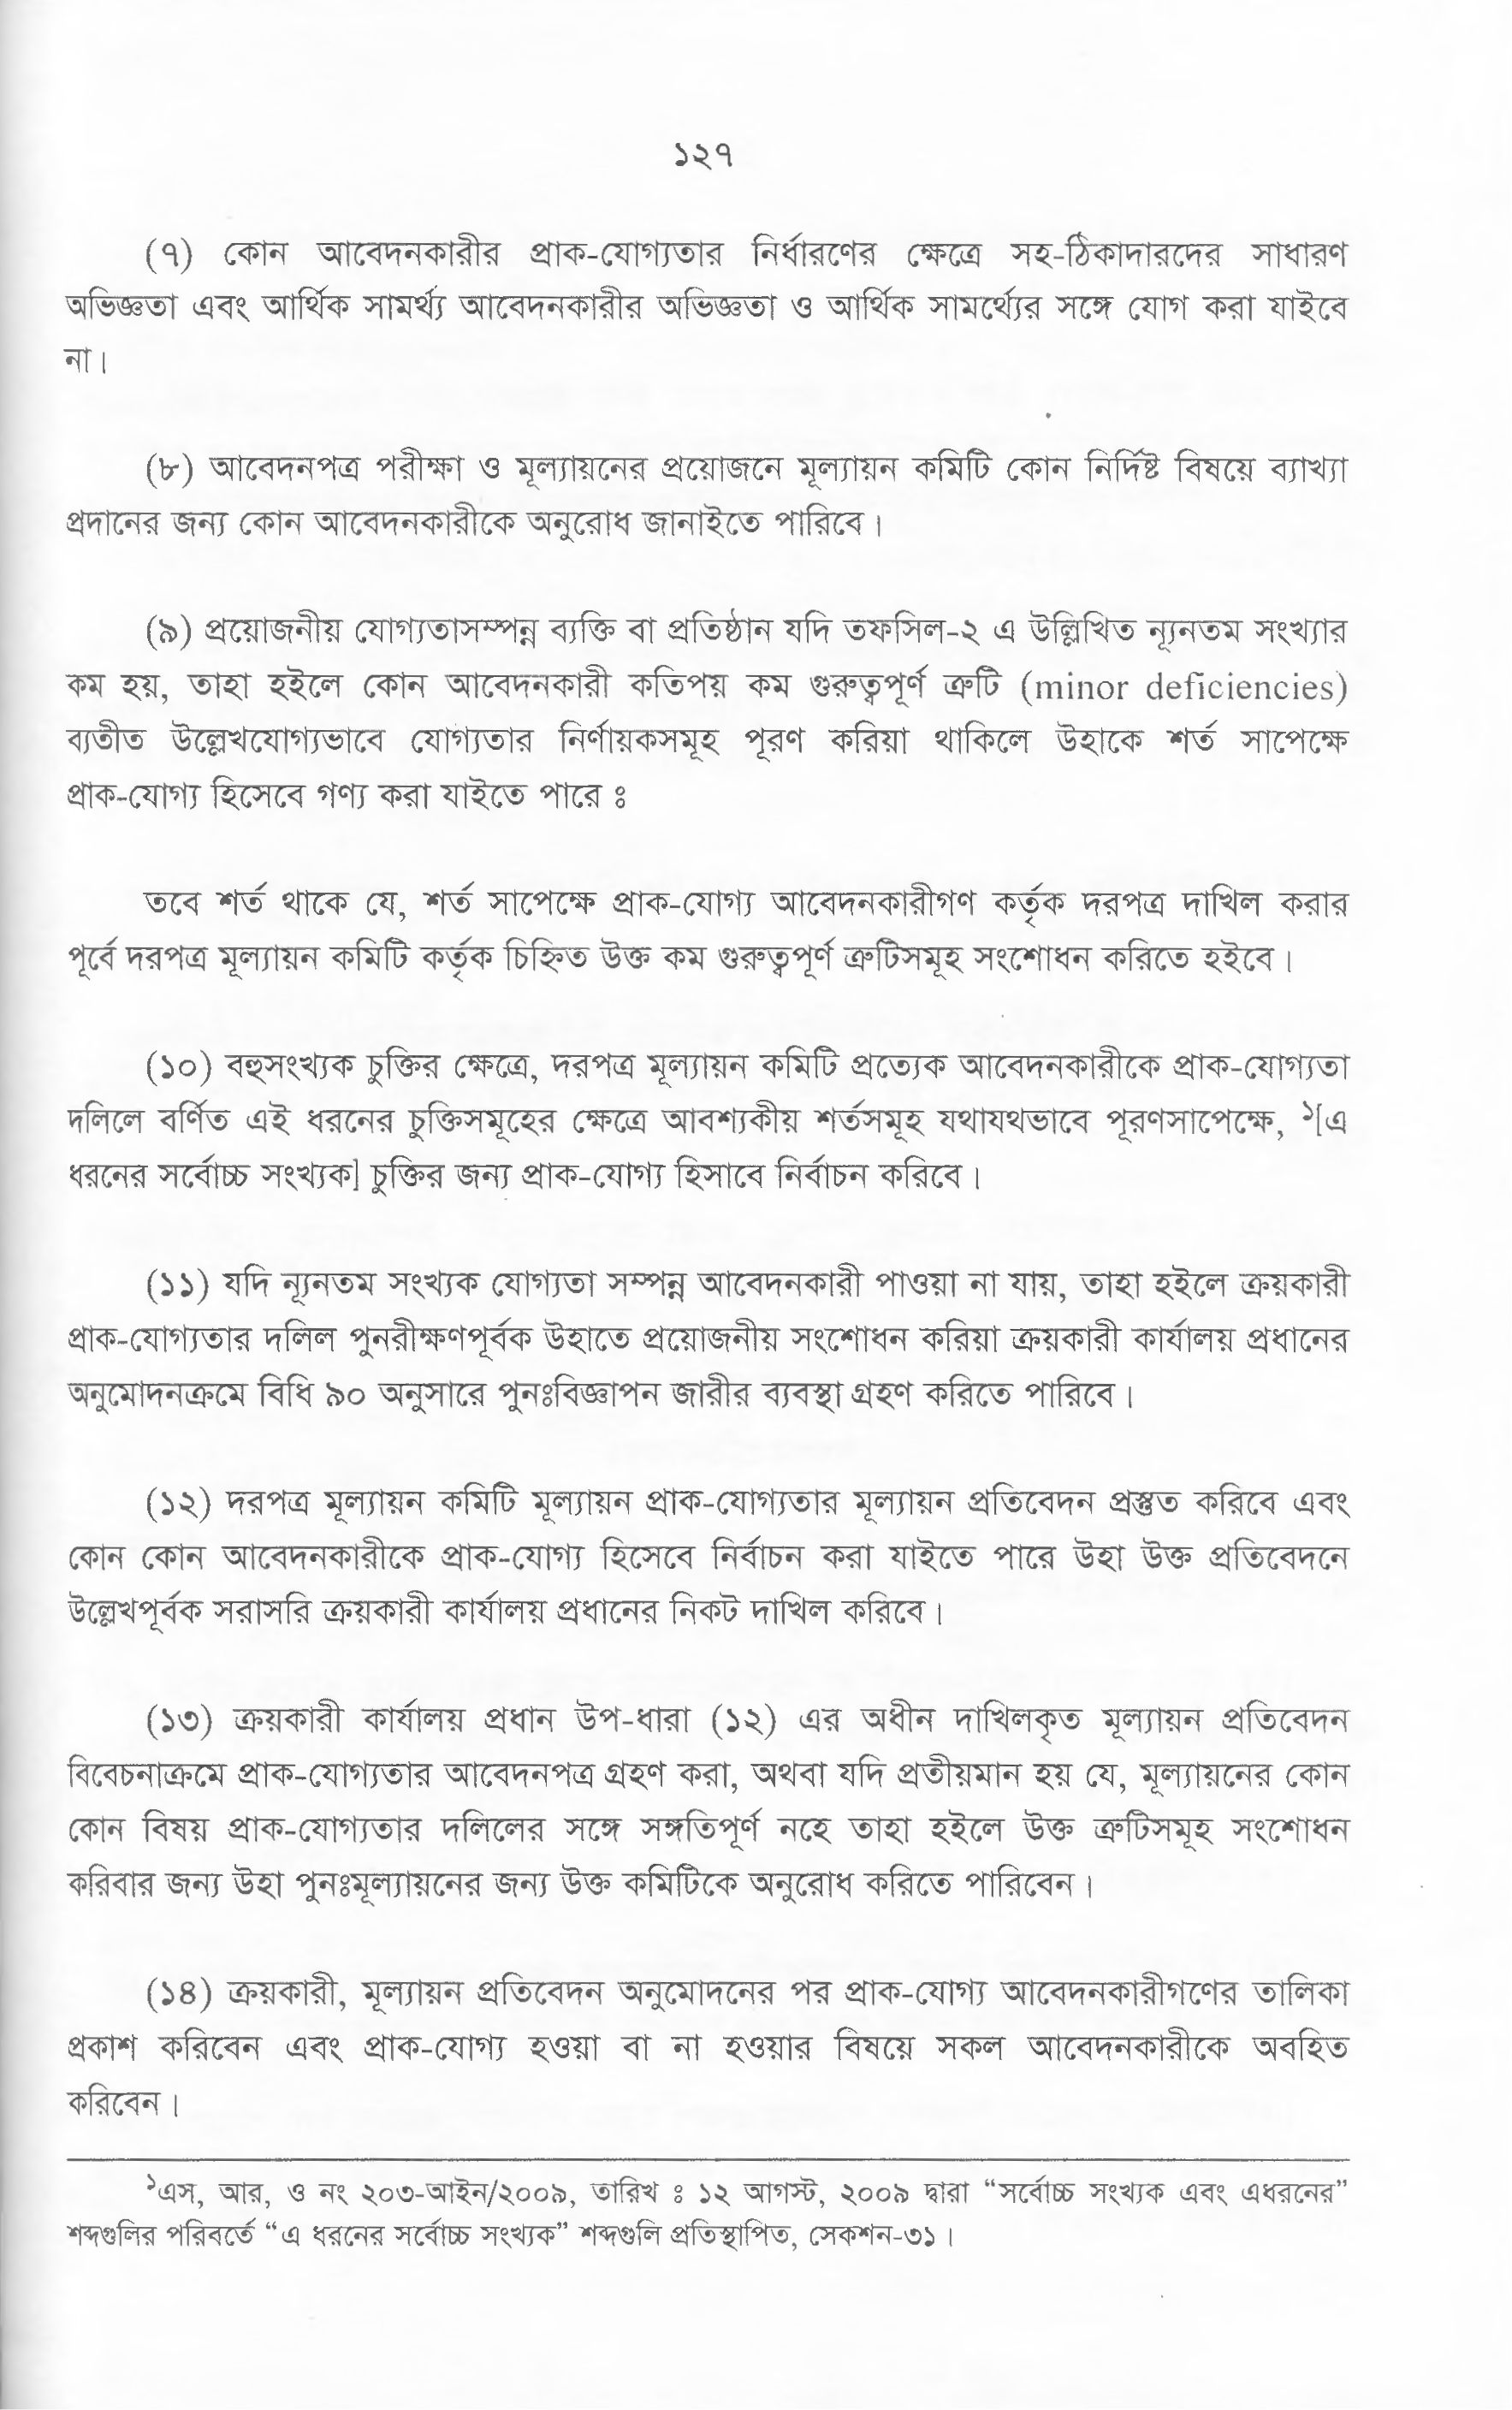 ১২৭
(৭) কোন আবেদনকারীর প্রাক-যোগ্যতার নির্ধারণের ক্ষেত্রে সহ-ঠিকাদারদের সাধারণ
অভিজ্ঞতা এবং আর্থিক সামর্থ্য আবেদনকারীর অভিজ্ঞতা ও আর্থিক সামর্থ্যের সঙ্গে যোগ করা যাইবে
না।
(৮) আবেদনপত্র পরীক্ষা ও মূল্যায়নের প্রয়োজনে মূল্যায়ন কমিটি কোন নির্দিষ্ট বিষয়ে ব্যাখ্যা
প্রদানের জন্য কোন আবেদনকারীকে অনুরোধ জানাইতে পারিবে।
(৯) প্রয়োজনীয় যোগ্যতাসম্পন্ন ব্যক্তি বা প্রতিষ্ঠান যদি তফসিল-২ এ উল্লিখিত ন্যূনতম সংখ্যার
কম হয়, তাহা হইলে কোন আবেদনকারী কতিপয় কম গুরুত্বপূর্ণ ত্রুটি (minor deficiencies)
ব্যতীত উল্লেখযোগ্যভাবে যোগ্যতার নির্ণায়কসমূহ পূরণ করিয়া থাকিলে উহাকে শর্ত সাপেক্ষে
প্রাক-যোগ্য হিসেবে গণ্য করা যাইতে পারে ঃ
তবে শর্ত থাকে যে, শর্ত সাপেক্ষে প্রাক-যোগ্য আবেদনকারীগণ কর্তৃক দরপত্র দাখিল করার
পূর্বে দরপত্র মূল্যায়ন কমিটি কর্তৃক চিহ্নিত উক্ত কম গুরুত্বপূর্ণ ত্রুটিসমূহ সংশোধন করিতে হইবে।
(১০) বহুসংখ্যক চুক্তির ক্ষেত্রে, দরপত্র মূল্যায়ন কমিটি প্রত্যেক আবেদনকারীকে প্রাক-যোগ্যতা
দলিলে বর্ণিত এই ধরনের চুক্তিসমূহের ক্ষেত্রে আবশ্যকীয় শর্তসমূহ যথাযথভাবে পূরণসাপেক্ষে, ১[এ
ধরনের সর্বোচ্চ সংখ্যক] চুক্তির জন্য প্রাক-যোগ্য হিসাবে নির্বাচন করিবে।
(১১) যদি ন্যূনতম সংখ্যক যোগ্যতা সম্পন্ন আবেদনকারী পাওয়া না যায়, তাহা হইলে ক্রয়কারী
প্রাক-যোগ্যতার দলিল পুনরীক্ষণপূর্বক উহাতে প্রয়োজনীয় সংশোধন করিয়া ক্রয়কারী কার্যালয় প্রধানের
অনুমোদনক্রমে বিধি ৯০ অনুসারে পুনঃবিজ্ঞাপন জারীর ব্যবস্থা গ্রহণ করিতে পারিবে।
(১২) দরপত্র মূল্যায়ন কমিটি মূল্যায়ন প্রাক-যোগ্যতার মূল্যায়ন প্রতিবেদন প্রস্তুত করিবে এবং
কোন কোন আবেদনকারীকে প্রাক-যোগ্য হিসেবে নির্বাচন করা যাইতে পারে উহা উক্ত প্রতিবেদনে
উল্লেখপূর্বক সরাসরি ক্রয়কারী কার্যালয় প্রধানের নিকট দাখিল করিবে।
(১৩) ক্রয়কারী কার্যালয় প্রধান উপ-ধারা (১২) এর অধীন দাখিলকৃত মূল্যায়ন প্রতিবেদন
বিবেচনাক্রমে প্রাক-যোগ্যতার আবেদনপত্র গ্রহণ করা, অথবা যদি প্রতীয়মান হয় যে, মূল্যায়নের কোন
কোন বিষয় প্রাক-যোগ্যতার দলিলের সঙ্গে সঙ্গতিপূর্ণ নহে তাহা হইলে উক্ত ত্রুটিসমূহ সংশোধন
করিবার জন্য উহা পুনঃমূল্যায়নের জন্য উক্ত কমিটিকে অনুরোধ করিতে পারিবেন।
(১৪) ক্রয়কারী, মূল্যায়ন প্রতিবেদন অনুমোদনের পর প্রাক-যোগ্য আবেদনকারীগণের তালিকা
প্রকাশ করিবেন এবং প্রাক-যোগ্য হওয়া বা না হওয়ার বিষয়ে সকল আবেদনকারীকে অবহিত
করিবেন।
১এস, আর, ও নং ২০৩-আইন/২০০৯, তারিখ ঃ ১২ আগস্ট, ২০০৯ দ্বারা “সর্বোচ্চ সংখ্যক এবং এধরনের”
শব্দগুলির পরিবর্তে “এ ধরনের সর্বোচ্চ সংখ্যক” শব্দগুলি প্রতিস্থাপিত, সেকশন-৩১।